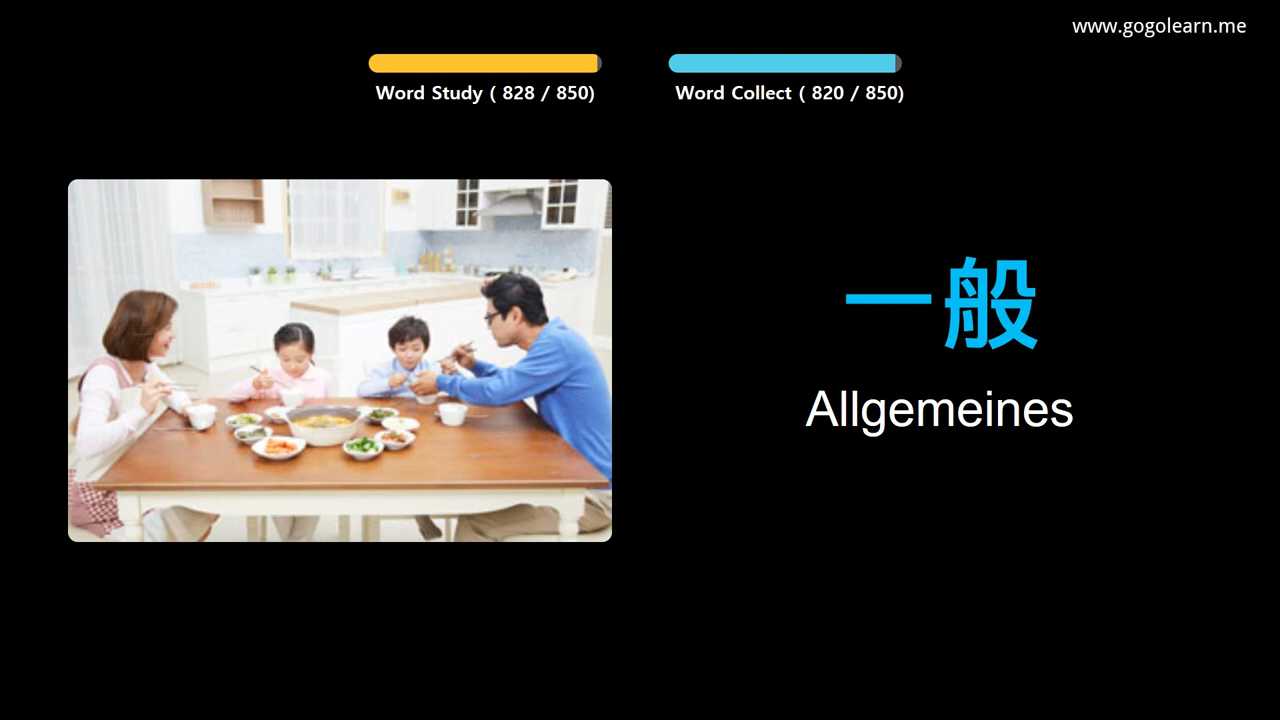 www.gogolearn.me
Word Study ( 828 / 850)
Word Collect ( 820 / 850)
一般
Allgemeines